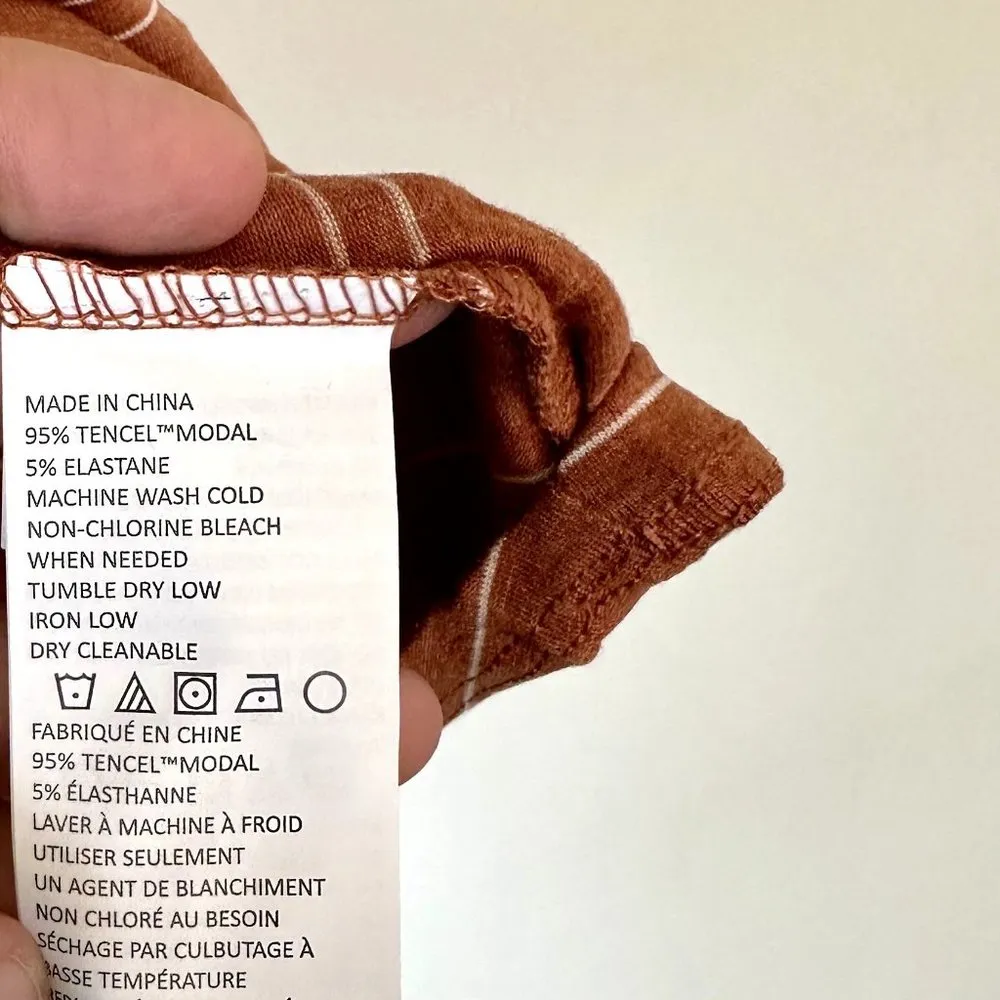 MADE IN CHINA
95% TENCEL™MODAL
5% ELASTANE
MACHINE WASH COLD
NON-CHLORINE BLEACH
WHEN NEEDED
TUMBLE DRY LOW
IRON LOW
DRY CLEANABLE
FABRIQUÉ EN CHINE
95% TENCEL™MODAL
5% ÉLASTHANNE
LAVER À MACHINE À FROID
UTILISER SEULEMENT
UN AGENT DE BLANCHIMENT
NON CHLORÉ AU BESOIN
SÉCHAGE PAR CULBUTAGE À
BASSE TEMPÉRATURE